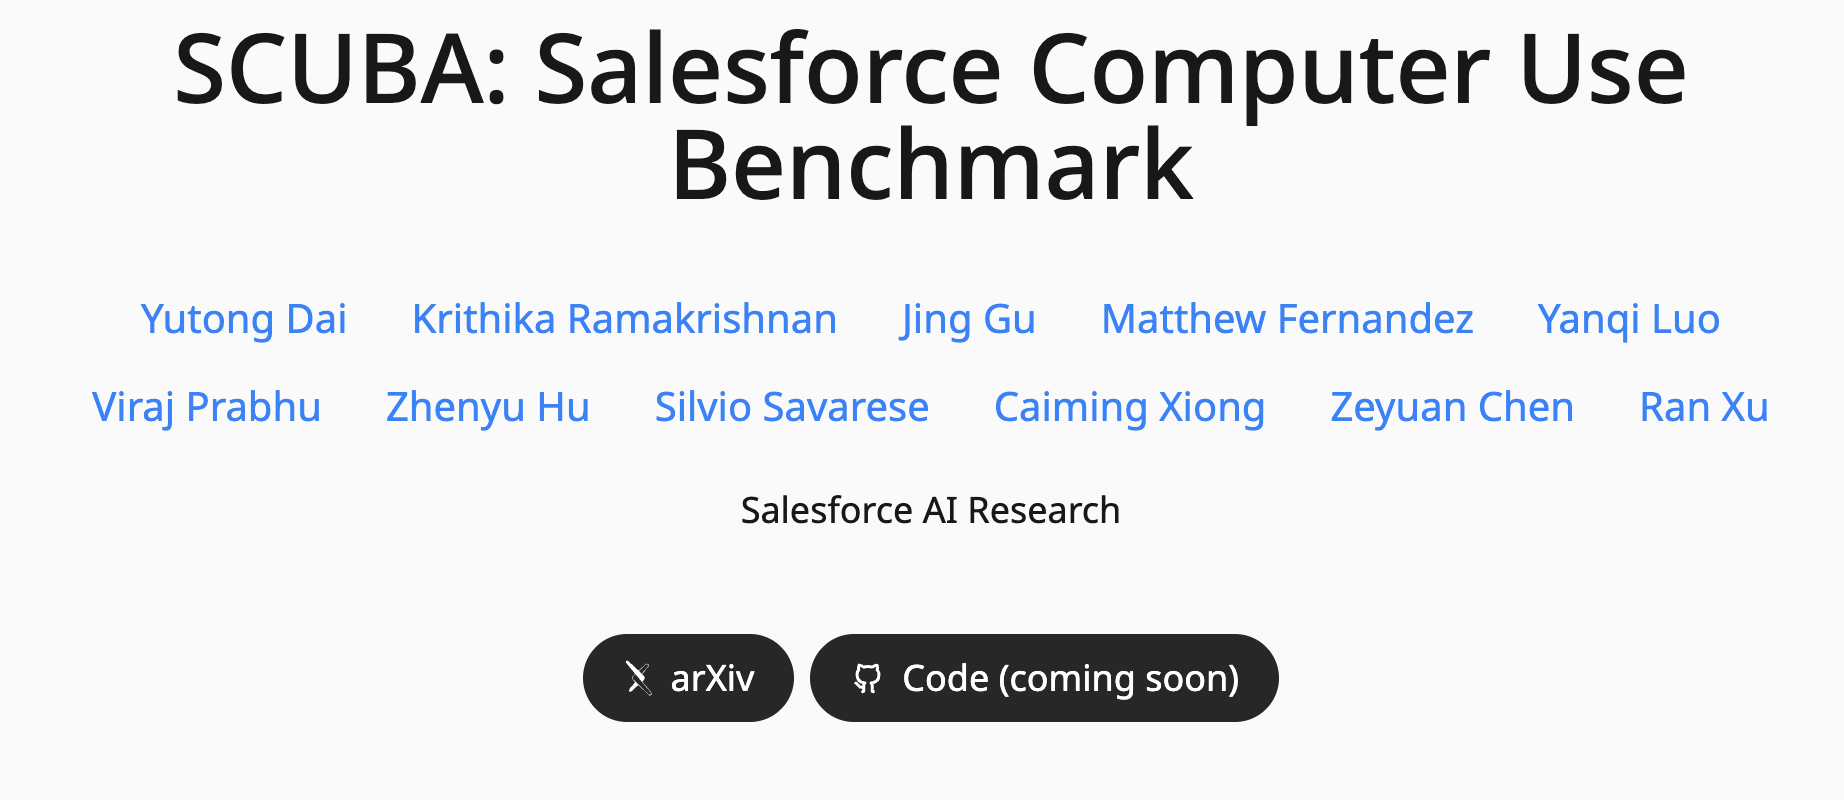 SCUBA: Salesforce Computer Use
Benchmark
Yutong Dai Krithika Ramakrishnan Jing Gu Matthew Fernandez Yanqi Luo
Viraj Prabhu Zhenyu Hu Silvio Savarese Caiming Xiong Zeyuan Chen Ran Xu
Salesforce AI Research
arXiv Code (coming soon)